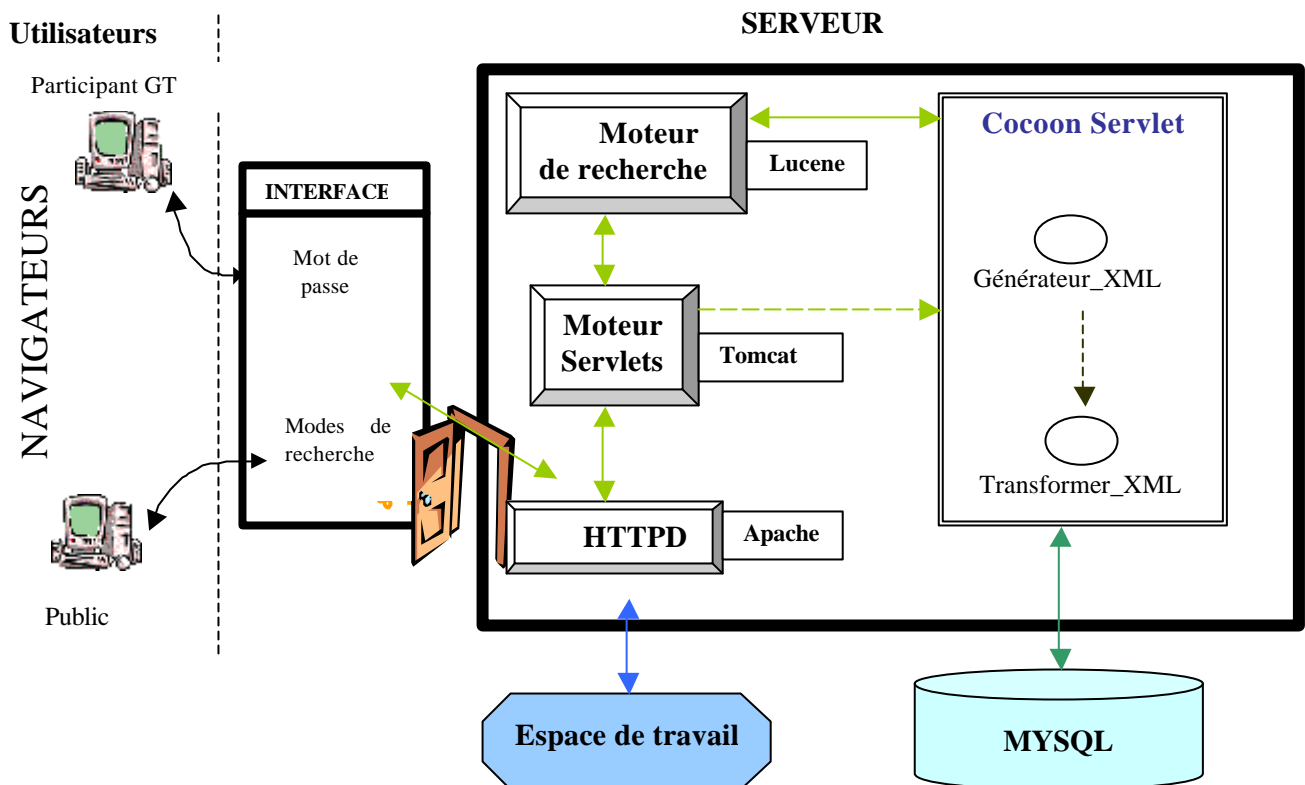 SERVEUR
Utilisateurs
Participant GT
NAVIGATEURS
Public
INTERFACE
Mot de
passe
Modes de
recherche
Moteur
de recherche
Lucene
Moteur
Servlets
Tomcat
HTTPD
Apache
Cocoon Servlet
Générateur_XML
Transformer_XML
Espace de travail
MYSQL